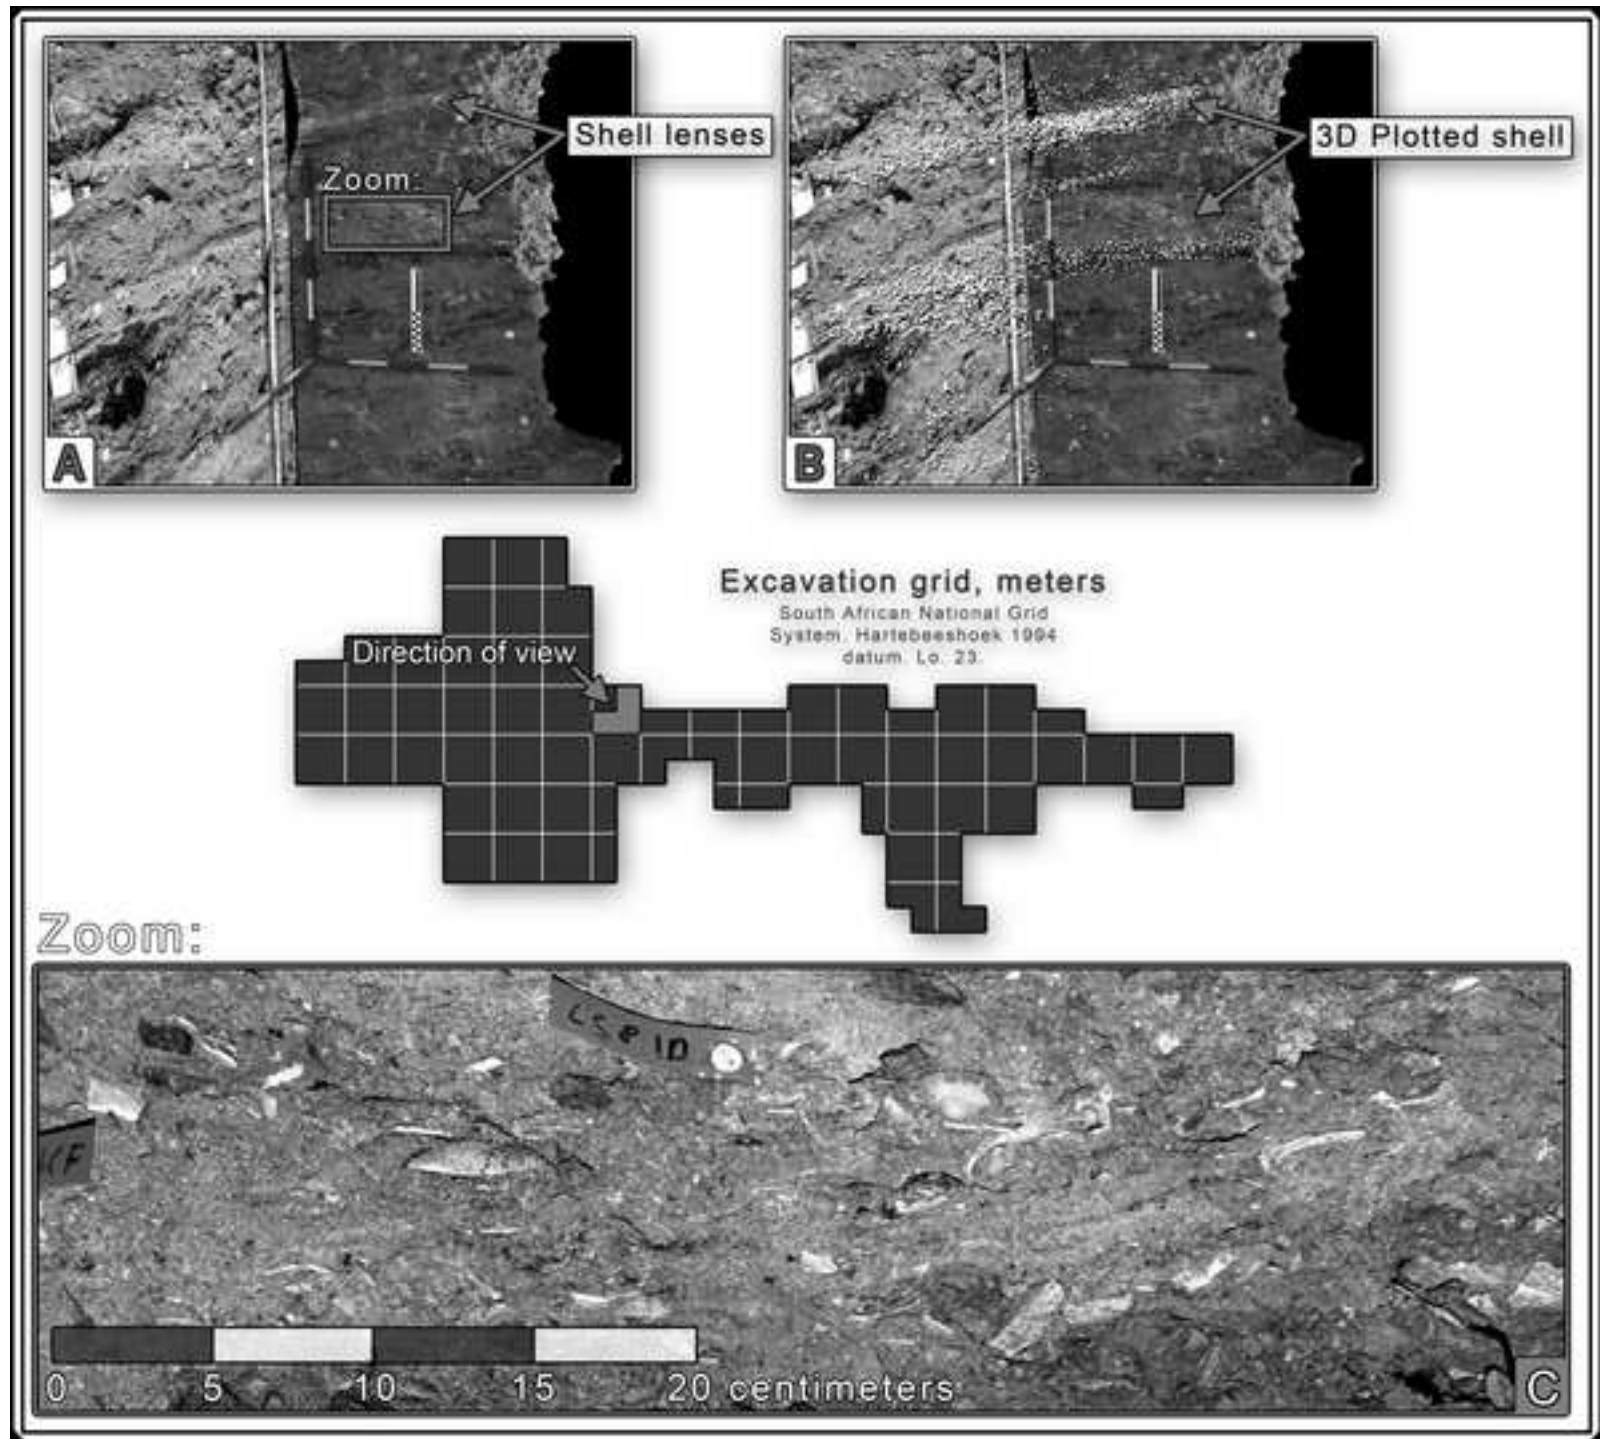 Shell lenses
Zoom:
A
3D Plotted shell
B
Excavation grid, meters
South African National Grid
System. Hartebeeshoek 1994
datum. Lo. 23.
Direction of view
Zoom:
0 5 10 15 20 centimeters
C